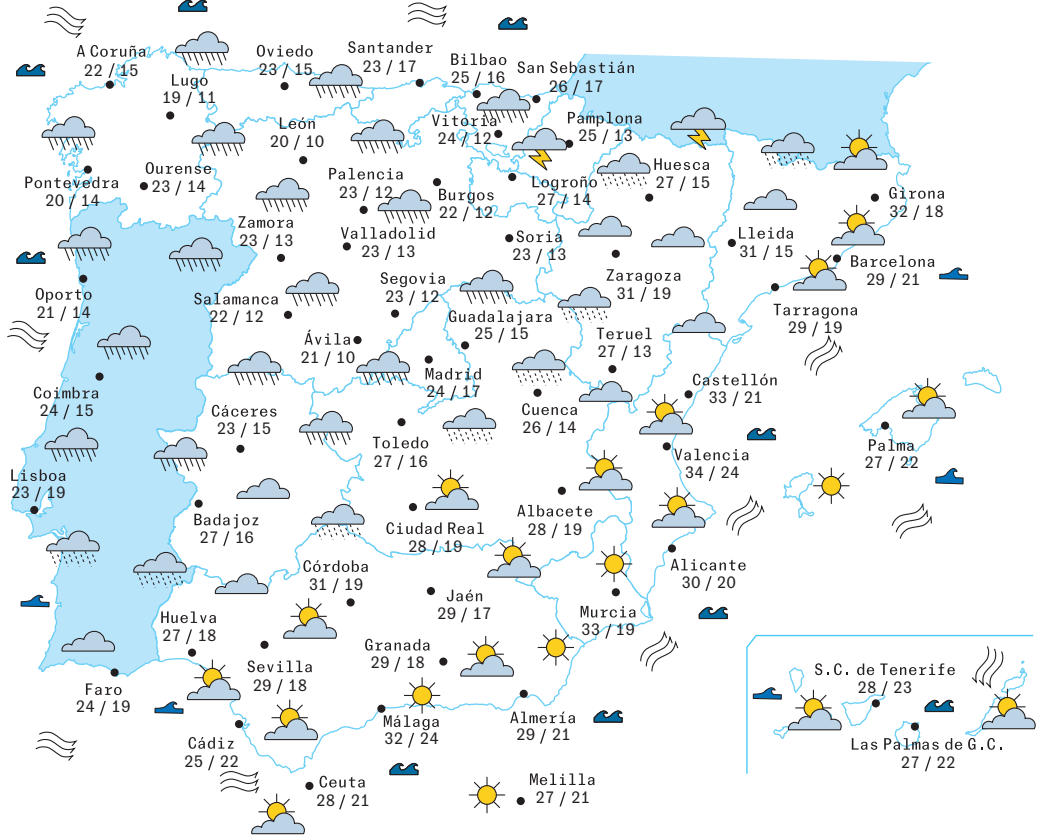 A Coruña
22 / 15
Lugo
19 / 11
Oviedo
23 / 15
Santander
23 / 17
Bilbao
25 / 16
San Sebastián
26 / 17
Vitoria
24 / 12
Pamplona
25 / 13
León
20 / 10
Pontevedra
20 / 14
Ourense
23 / 14
Palencia
23 / 12
Burgos
22 / 12
Logroño
27 / 14
Huesca
27 / 15
Girona
32 / 18
Zamora
23 / 13
Valladolid
23 / 13
Soria
23 / 13
Lleida
31 / 15
Barcelona
29 / 21
Oporto
21 / 14
Salamanca
22 / 12
Segovia
23 / 12
Zaragoza
31 / 19
Tarragona
29 / 19
Guadalajara
25 / 15
Ávila
21 / 10
Teruel
27 / 13
Madrid
24 / 17
Coimbra
24 / 15
Cáceres
23 / 15
Cuenca
26 / 14
Castellón
33 / 21
Toledo
27 / 16
Palma
27 / 22
Valencia
34 / 24
Lisboa
23 / 19
Badajoz
27 / 16
Ciudad Real
28 / 19
Albacete
28 / 19
Alicante
30 / 20
Córdoba
31 / 19
Jaén
29 / 17
Murcia
33 / 19
Huelva
27 / 18
Sevilla
29 / 18
Granada
29 / 18
Faro
24 / 19
Málaga
32 / 24
Almería
29 / 21
Cádiz
25 / 22
Ceuta
28 / 21
Melilla
27 / 21
S.C. de Tenerife
28 / 23
Las Palmas de G.C.
27 / 22